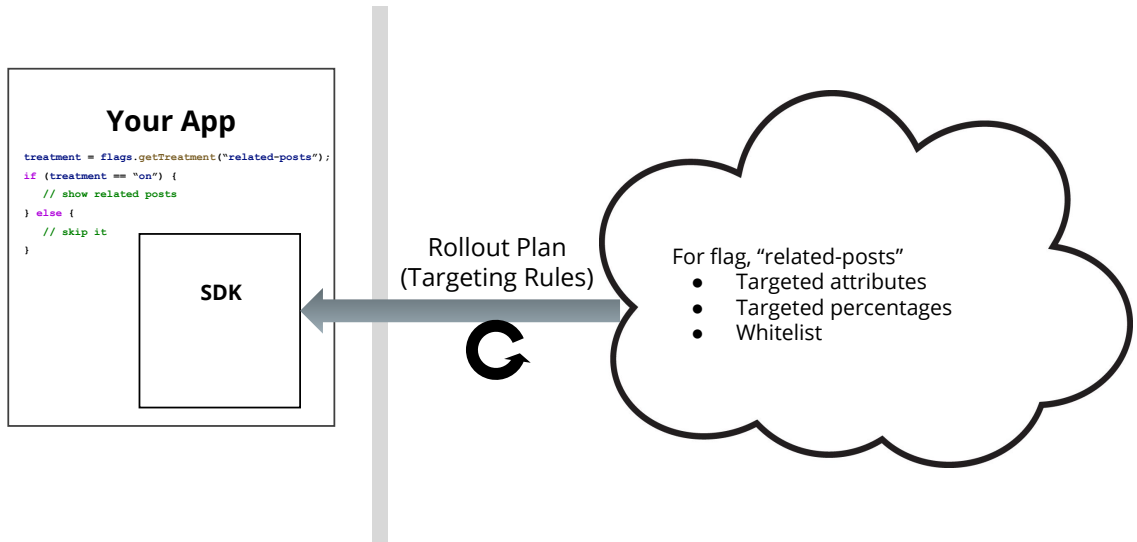 Your App
treatment = flags.getTreatment(“related-posts”);
if (treatment == “on”) {
// show related posts
} else {
// skip it
}
SDK
Rollout Plan
(Targeting Rules)
For flag, “related-posts”
● Targeted attributes
● Targeted percentages
● Whitelist